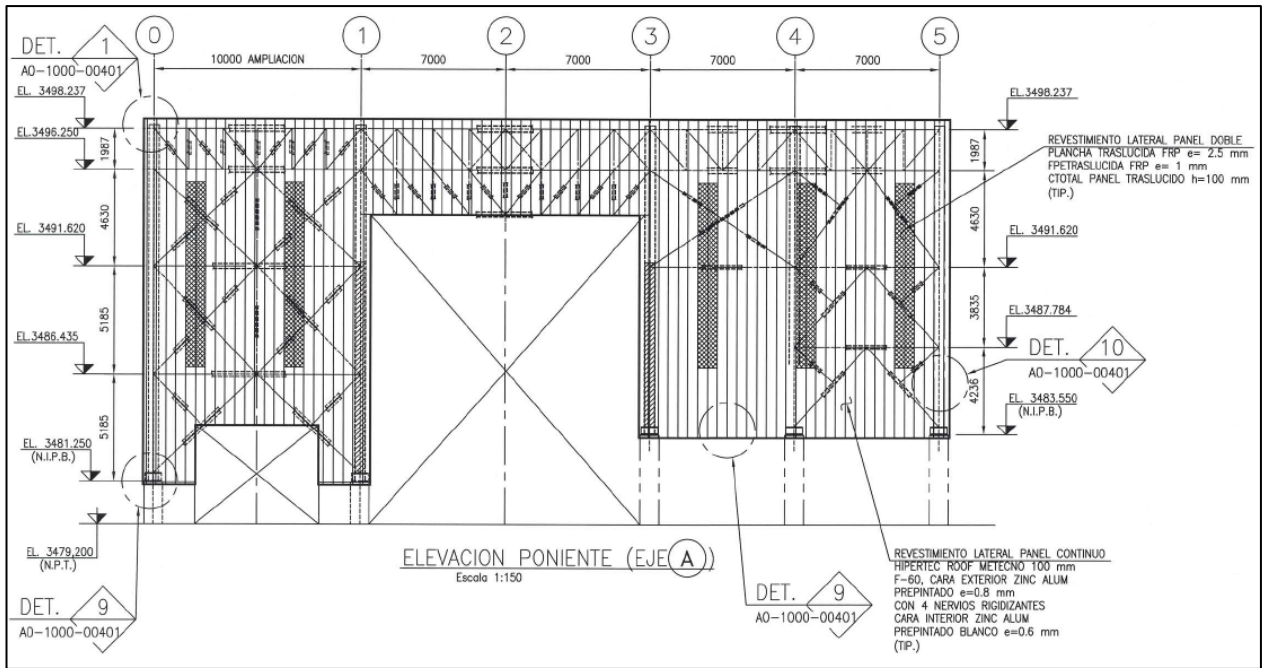 0
1
2
3
4
5
DET. 1
A0-1000-00401
10000 AMPLIACION
7000
7000
7000
7000
EL. 3498.237
EL.3496.250
1987
4630
EL. 3491.620
5185
EL.3486.435
5185
EL. 3481.250
(N.I.P.B.)
EL. 3479,200
(N.P.T.)
DET. 9
A0-1000-00401
EL.3498.237
1987
REVESTIMIENTO LATERAL PANEL DOBLE
PLANCHA TRASLUCIDA FRP e= 2.5 mm
FPETRASLUCIDA FRP e= 1 mm
CTOTAL PANEL TRASLUCIDO h=100 mm
(TIP.)
4630
EL. 3491.620
3835
EL.3487.784
DET. 10
A0-1000-00401
4236
EL. 3483.550
(N.I.P.B.)
ELEVACION PONIENTE (EJE A)
Escala 1:150
DET. 9
A0-1000-00401
REVESTIMIENTO LATERAL PANEL CONTINUO
HIPERTEC ROOF METECNO 100 mm
F-60, CARA EXTERIOR ZINC ALUM
PREPINTADO e=0.8 mm
CON 4 NERVIOS RIGIDIZANTES
CARA INTERIOR ZINC ALUM
PREPINTADO BLANCO e=0.6 mm
(TIP.)